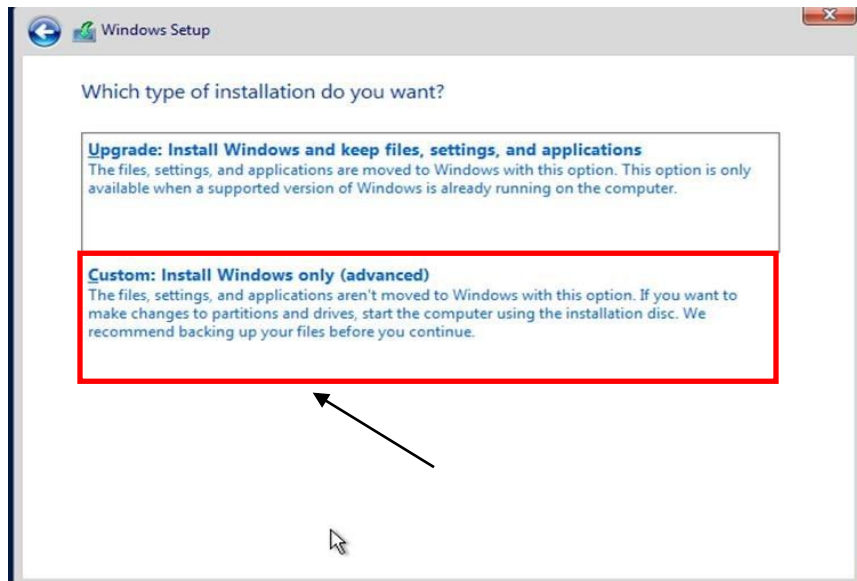 Windows Setup
Which type of installation do you want?
Upgrade: Install Windows and keep files, settings, and applications
The files, settings, and applications are moved to Windows with this option. This option is only
available when a supported version of Windows is already running on the computer.
Custom: Install Windows only (advanced)
The files, settings, and applications aren't moved to Windows with this option. If you want to
make changes to partitions and drives, start the computer using the installation disc. We
recommend backing up your files before you continue.